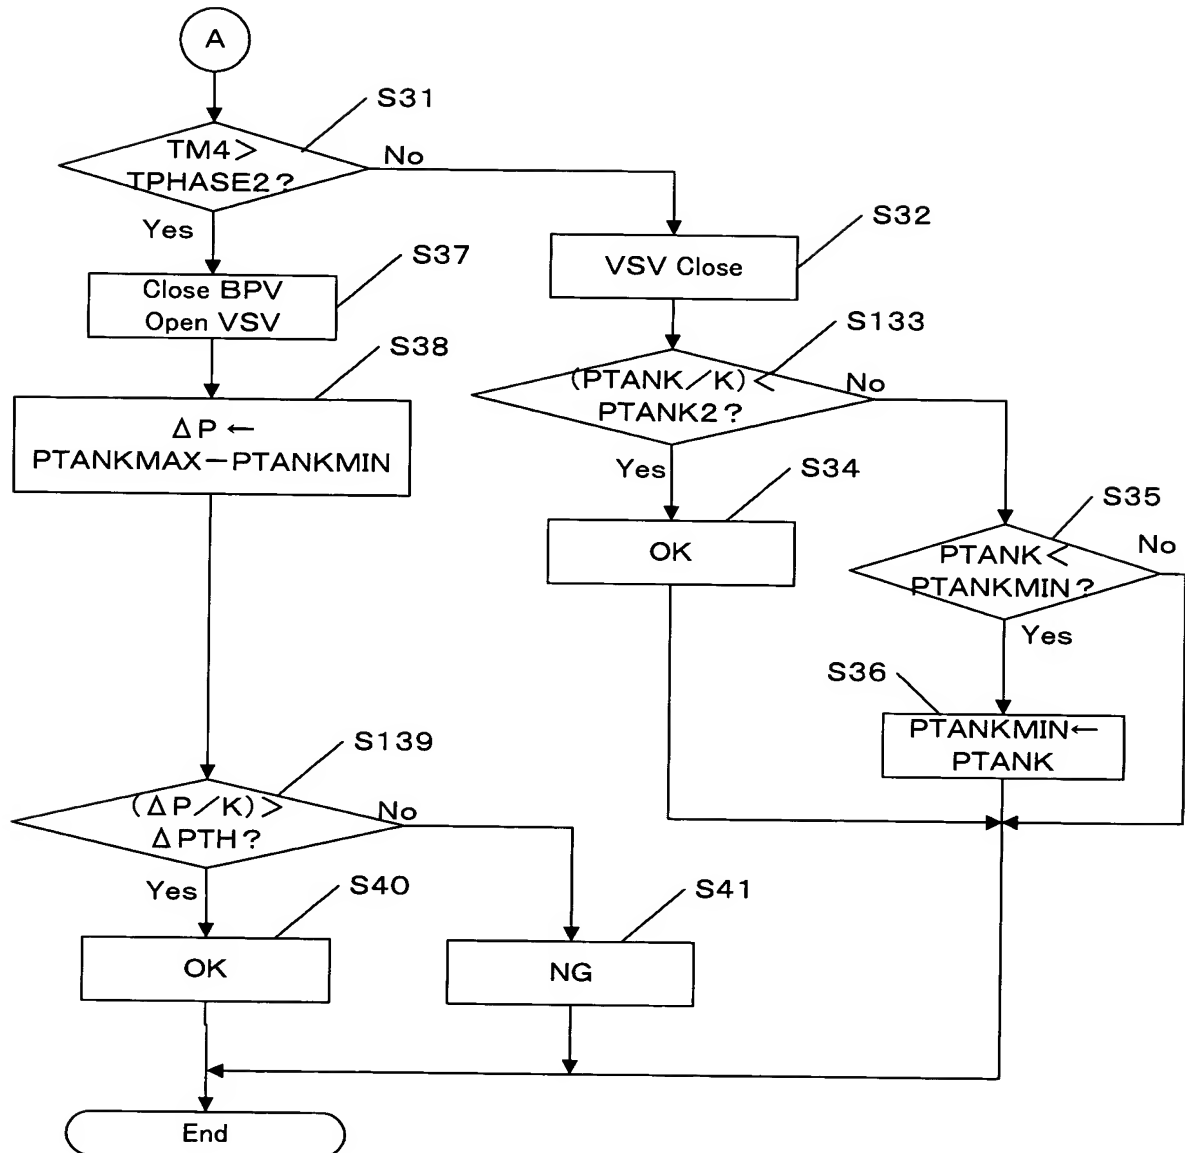 A
S31
TM4>
TPHASE2?
No
Yes
S32
VSV Close
S37
Close BPV
Open VSV
S133
(PTANK/K)<
PTANK2?
No
Yes
S38
ΔP←
PTANKMAX-PTANKMIN
S34
OK
S35
PTANK<
PTANKMIN?
No
Yes
S36
PTANKMIN←
PTANK
S139
(ΔP/K)>
ΔPTH?
No
Yes
S40
OK
S41
NG
End